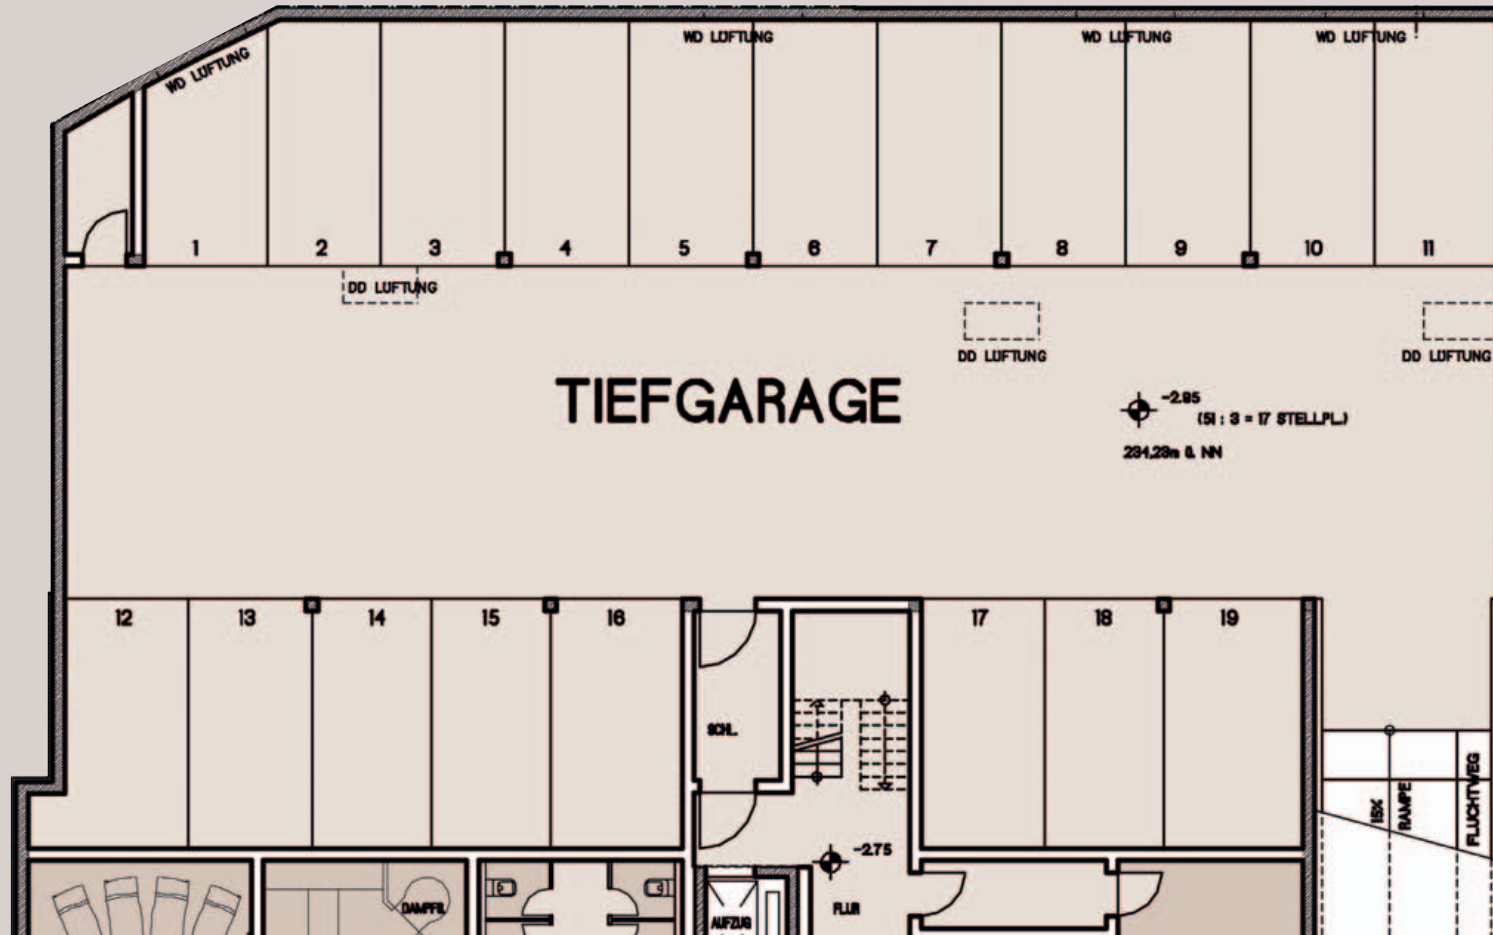 WD LÜFTUNG
WD LÜFTUNG
WD LÜFTUNG
WD LÜFTUNG
1 2 3 4 5 6 7 8 9 10 11
DD LÜFTUNG
DD LÜFTUNG
DD LÜFTUNG
TIEFGARAGE
-2.95
(51 : 3 = 17 STELLPL.)
234,23m ü. NN
12 13 14 15 16 17 18 19
SCHL.
15%
RAMPE
FLUCHTWEG
-2.75
FLUR
AUFZUG